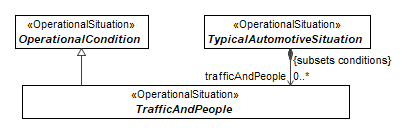 «OperationalSituation»
OperationalCondition
«OperationalSituation»
TypicalAutomotiveSituation
{subsets conditions}
trafficAndPeople 0..*
«OperationalSituation»
TrafficAndPeople